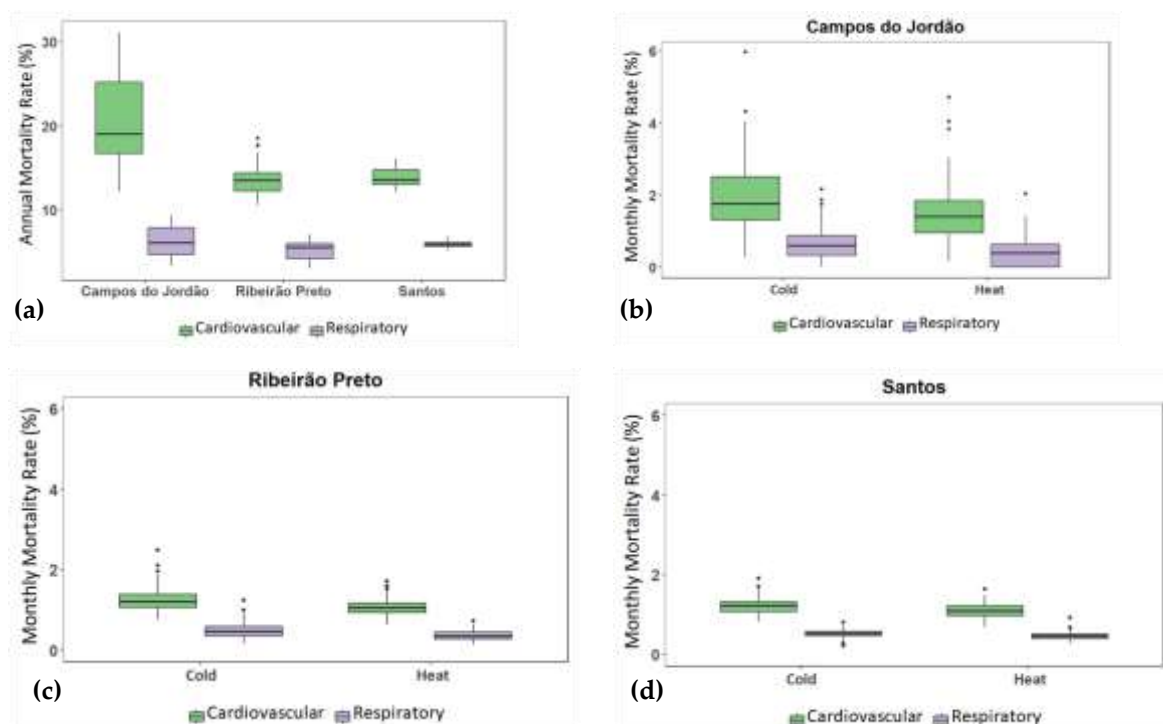 Annual Mortality Rate (%)
30
20
10
Campos do Jordão Ribeirão Preto Santos
(a)
Cardiovascular Respiratory
Campos do Jordão
Monthly Mortality Rate (%)
6
4
2
0
Cold Heat
(b)
Cardiovascular Respiratory
Ribeirão Preto
Monthly Mortality Rate (%)
6
4
2
0
Cold Heat
(c)
Cardiovascular Respiratory
Santos
Monthly Mortality Rate (%)
6
4
2
0
Cold Heat
(d)
Cardiovascular Respiratory